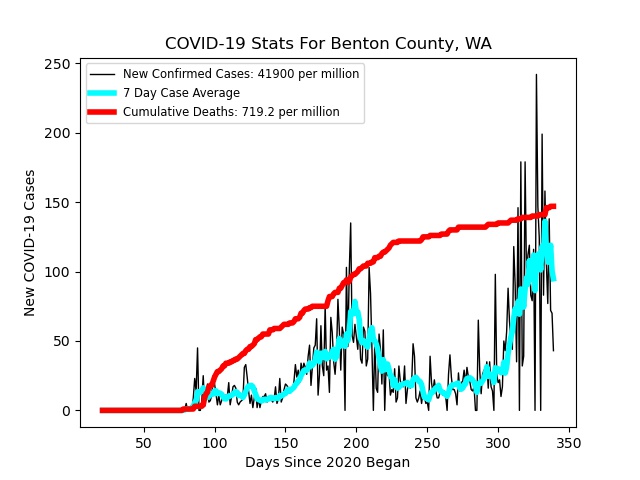 COVID-19 Stats For Benton County, WA
New Confirmed Cases: 41900 per million
7 Day Case Average
Cumulative Deaths: 719.2 per million
New COVID-19 Cases
250
200
150
100
50
0
50 100 150 200 250 300 350
Days Since 2020 Began